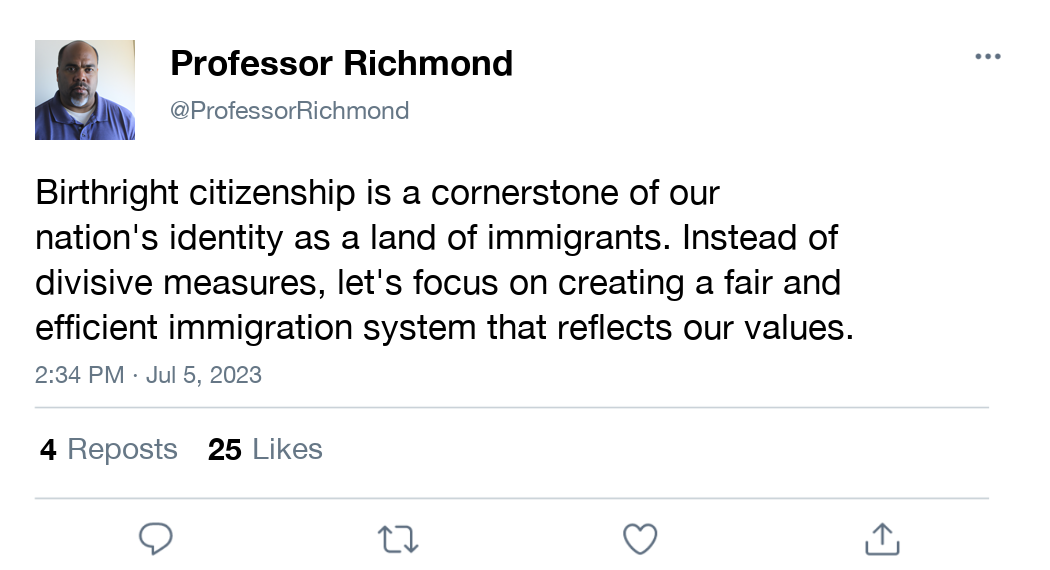 Professor Richmond
@ProfessorRichmond
Birthright citizenship is a cornerstone of our
nation's identity as a land of immigrants. Instead of
divisive measures, let's focus on creating a fair and
efficient immigration system that reflects our values.
2:34 PM · Jul 5, 2023
4 Reposts 25 Likes